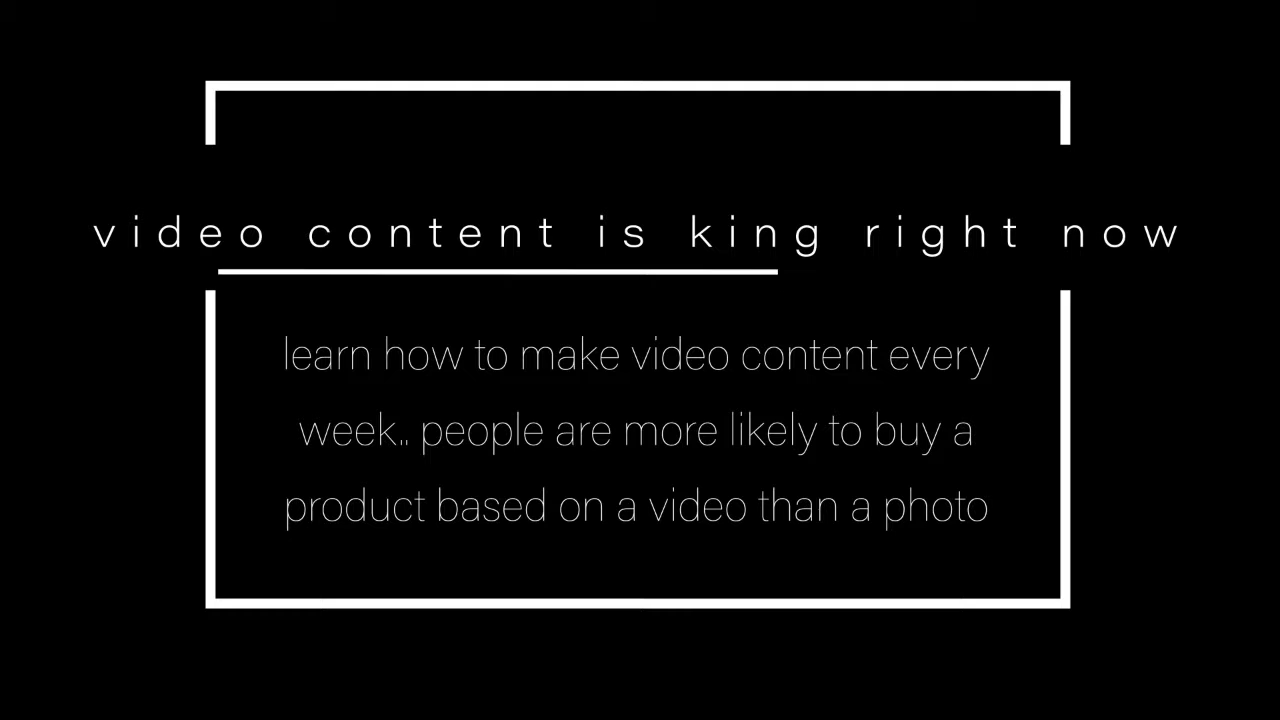 video content is king right now
learn how to make video content every
week.. people are more likely to buy a
product based on a video than a photo